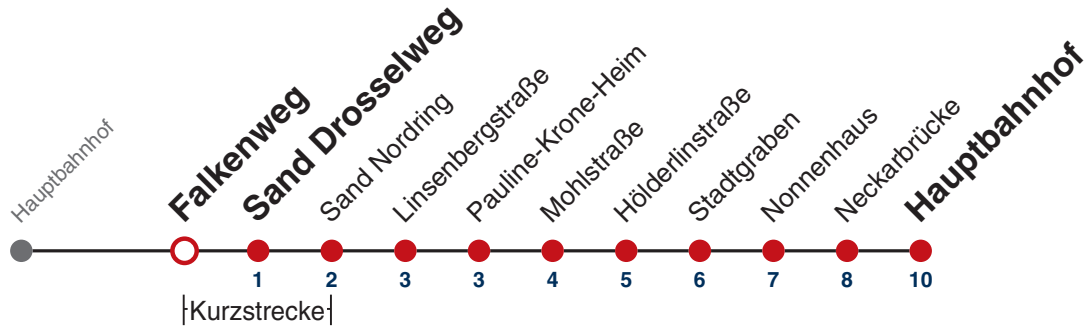 Hauptbahnhof
Falkenweg
Sand Drosselweg
Sand Nordring
Linsenbergstraße
Pauline-Krone-Heim
Mohlstraße
Hölderlinstraße
Stadtgraben
Nonnenhaus
Neckarbrücke
Hauptbahnhof
1 2 3 3 4 5 6 7 8 10
Kurzstrecke